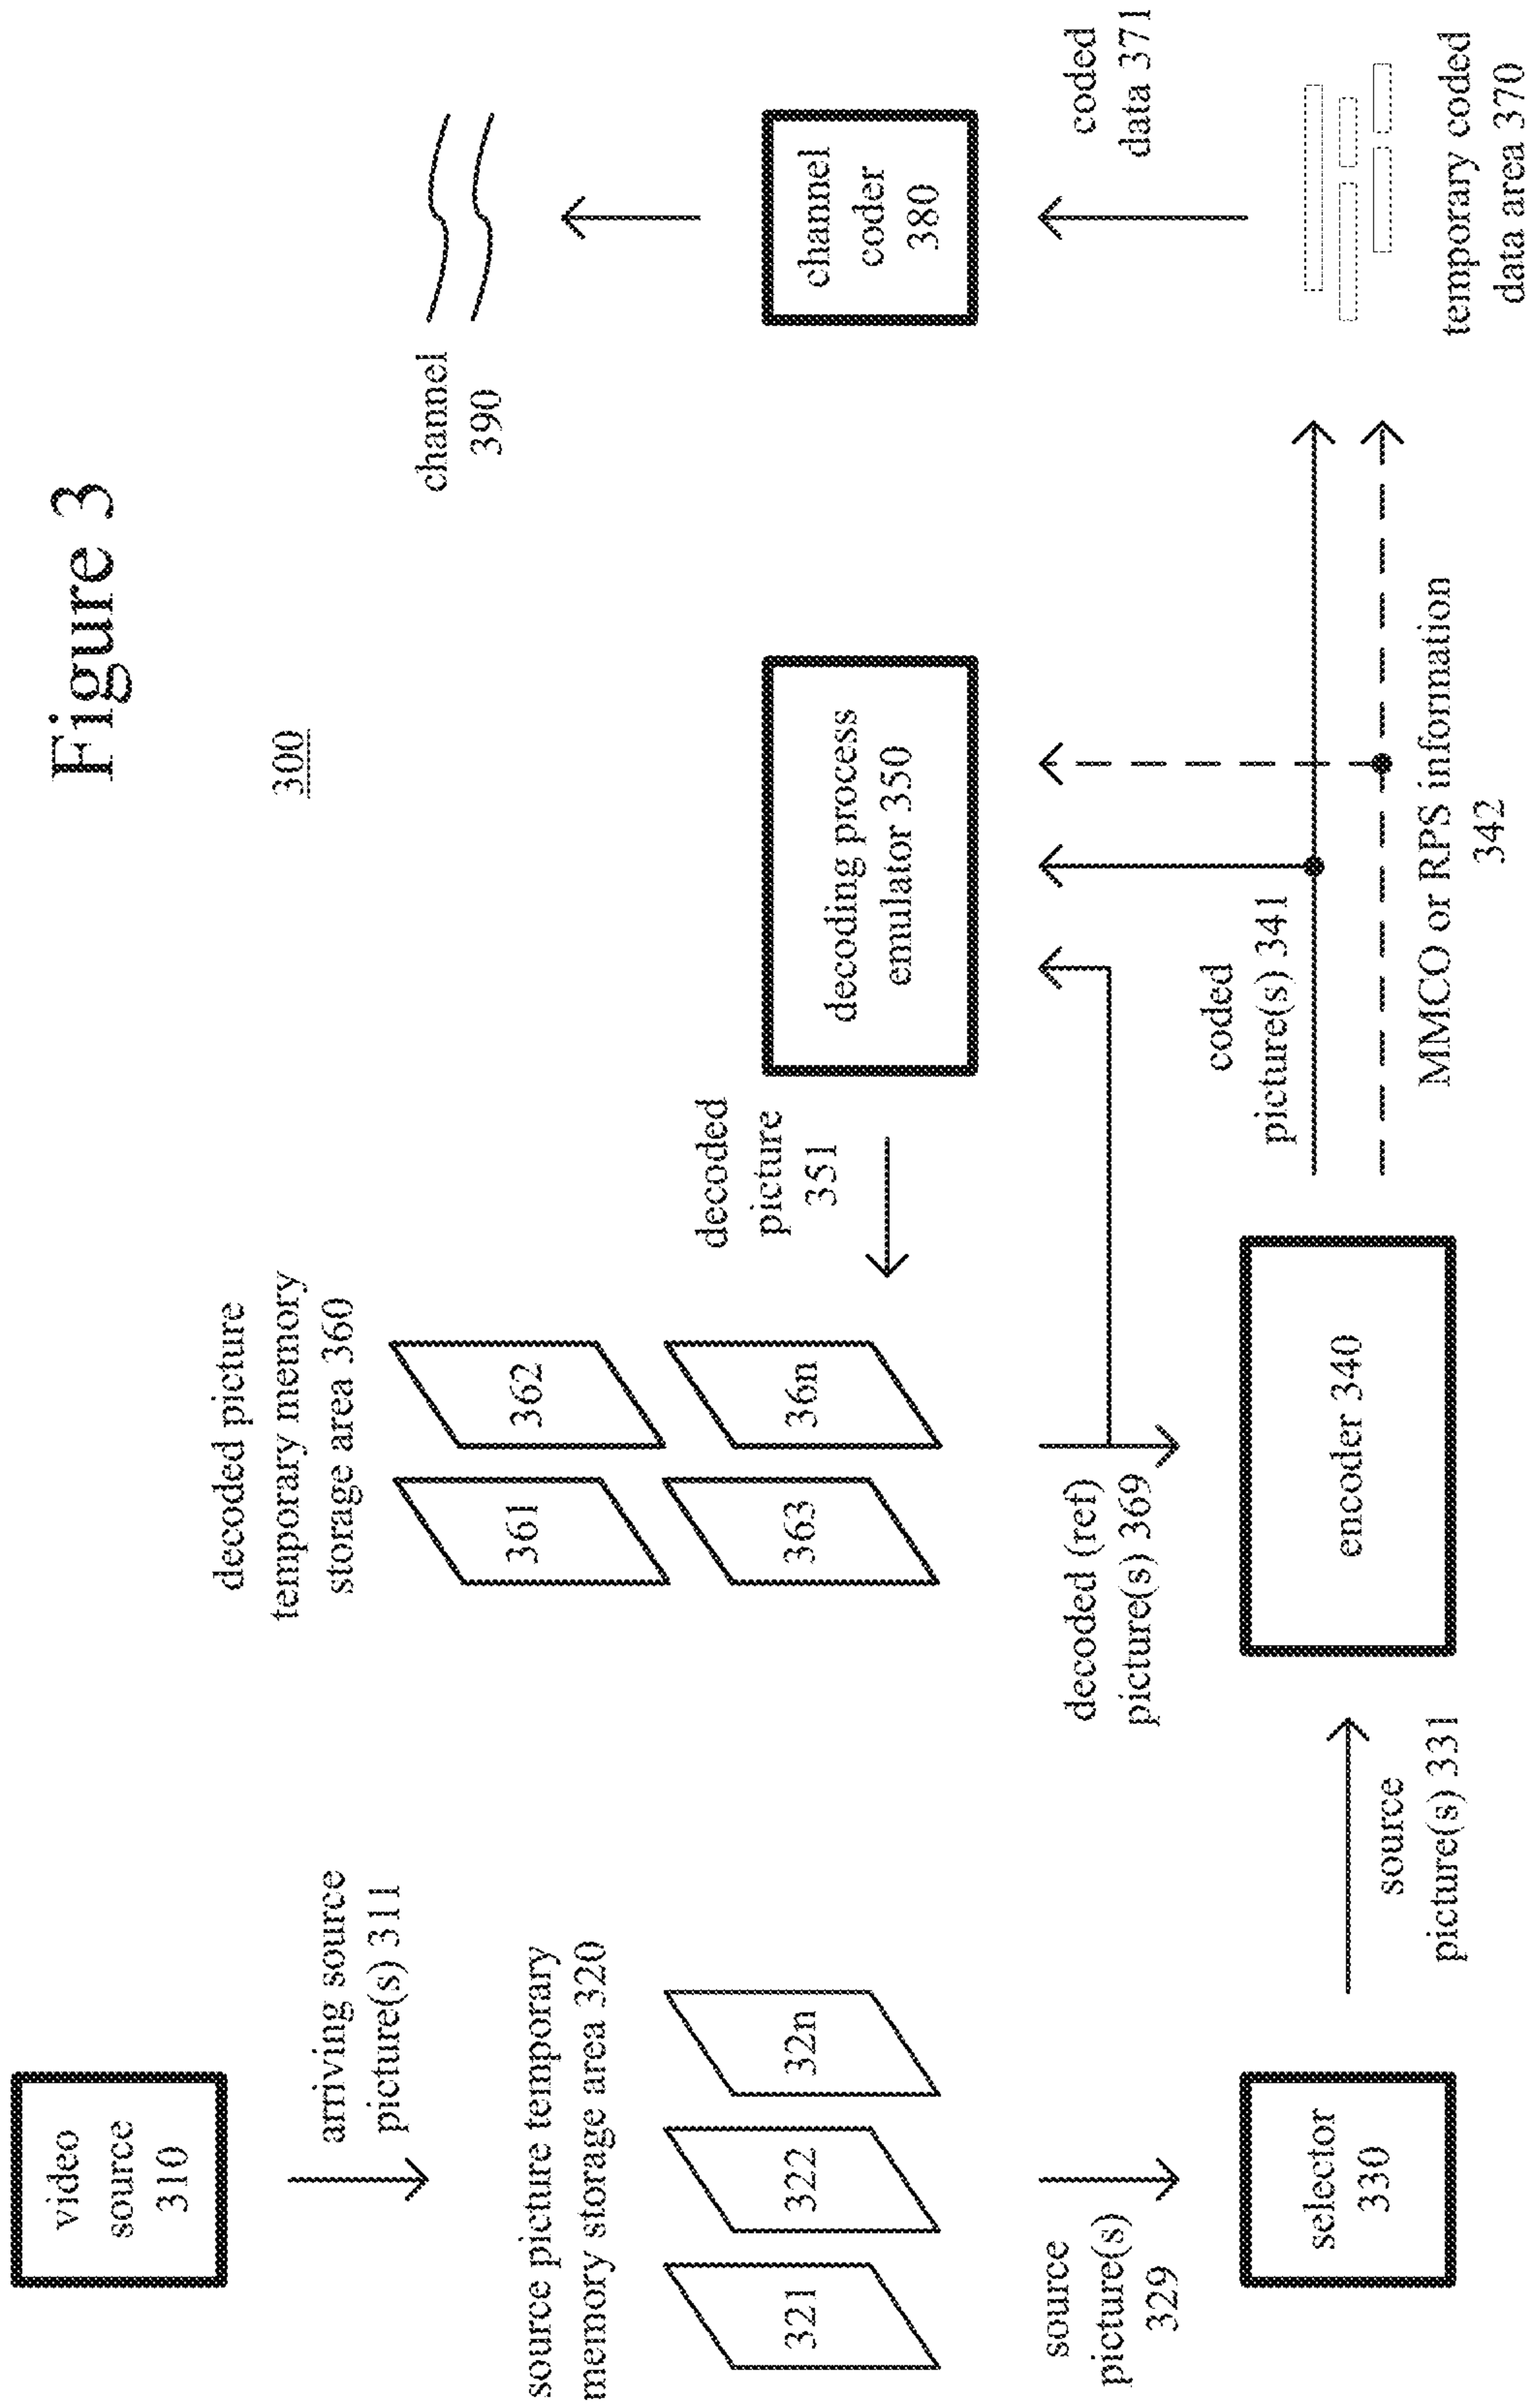 Figure 3
300
video
source
310
arriving source
picture(s) 311
source picture temporary
memory storage area 320
321
322
32n
source
picture(s)
329
selector
330
source
picture(s) 331
decoded picture
temporary memory
storage area 360
361
362
363
36n
decoded (ref)
picture(s) 369
encoder 340
decoded
picture
351
decoding process
emulator 350
coded
picture(s) 341
MMCO or RPS information
342
channel
390
channel
coder
380
coded
data 371
temporary coded
data area 370